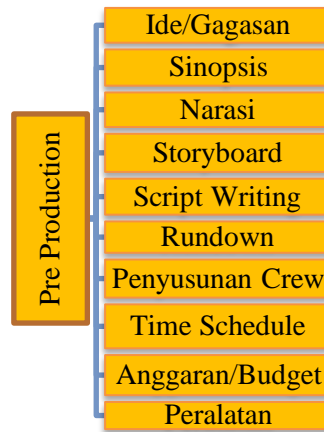 Pre Production
Ide/Gagasan
Sinopsis
Narasi
Storyboard
Script Writing
Rundown
Penyusunan Crew
Time Schedule
Anggaran/Budget
Peralatan